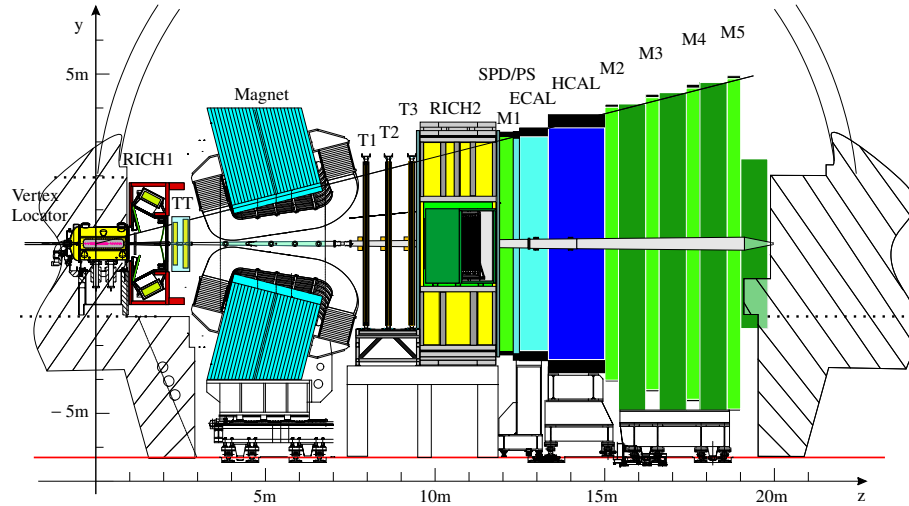 y
5m
Magnet
RICH1
Vertex
Locator
TT
T1
T2
T3
RICH2
M1
SPD/PS
ECAL
HCAL
M2
M3
M4
M5
− 5m
5m
10m
15m
20m
z